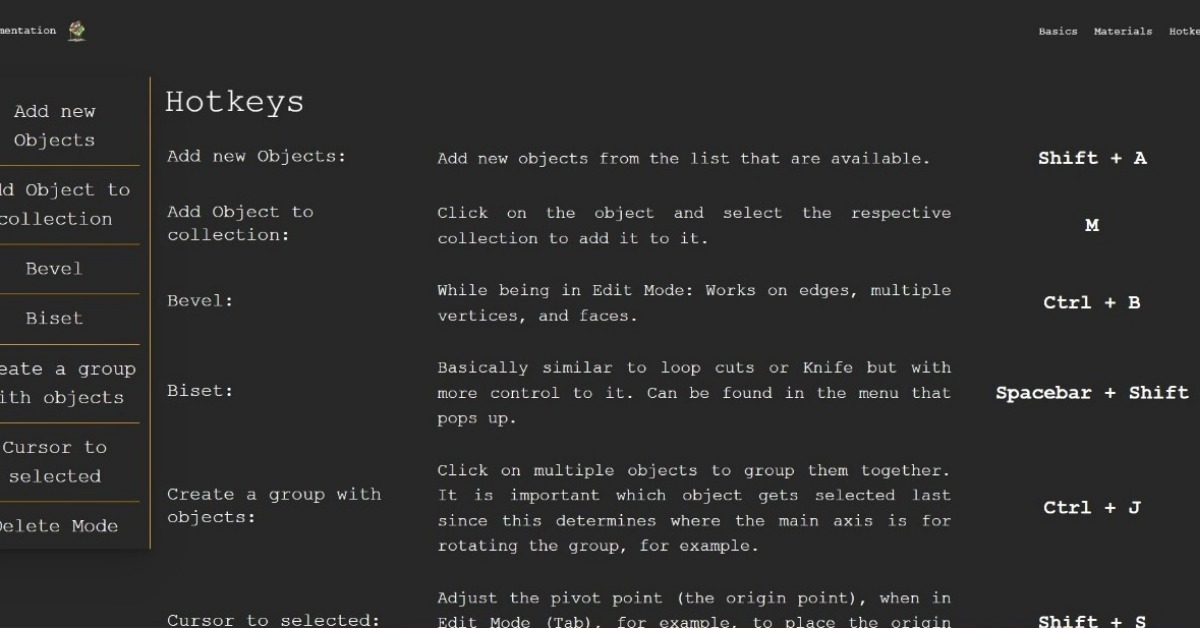 Basics Materials
Add new
Objects
Object to
collection
Bevel
Biset
a group
objects
Cursor to
selected
Mode
Hotkeys
Add new Objects:
Add new objects from the list that are available.
Shift + A
Add Object to
collection:
Click on the object and select the respective
collection to add it to it.
M
Bevel:
While being in Edit Mode: Works on edges, multiple
vertices, and faces.
Ctrl + B
Biset:
Basically similar to loop cuts or Knife but with
more control to it. Can be found in the menu that
pops up.
Spacebar + Shift
Create a group with
objects:
Click on multiple objects to group them together.
It is important which object gets selected last
since this determines where the main axis is for
rotating the group, for example.
Ctrl + J
Cursor to selected:
Adjust the pivot point (the origin point), when in
Edit Mode (Tab), for example, to place the origin
Shift + S